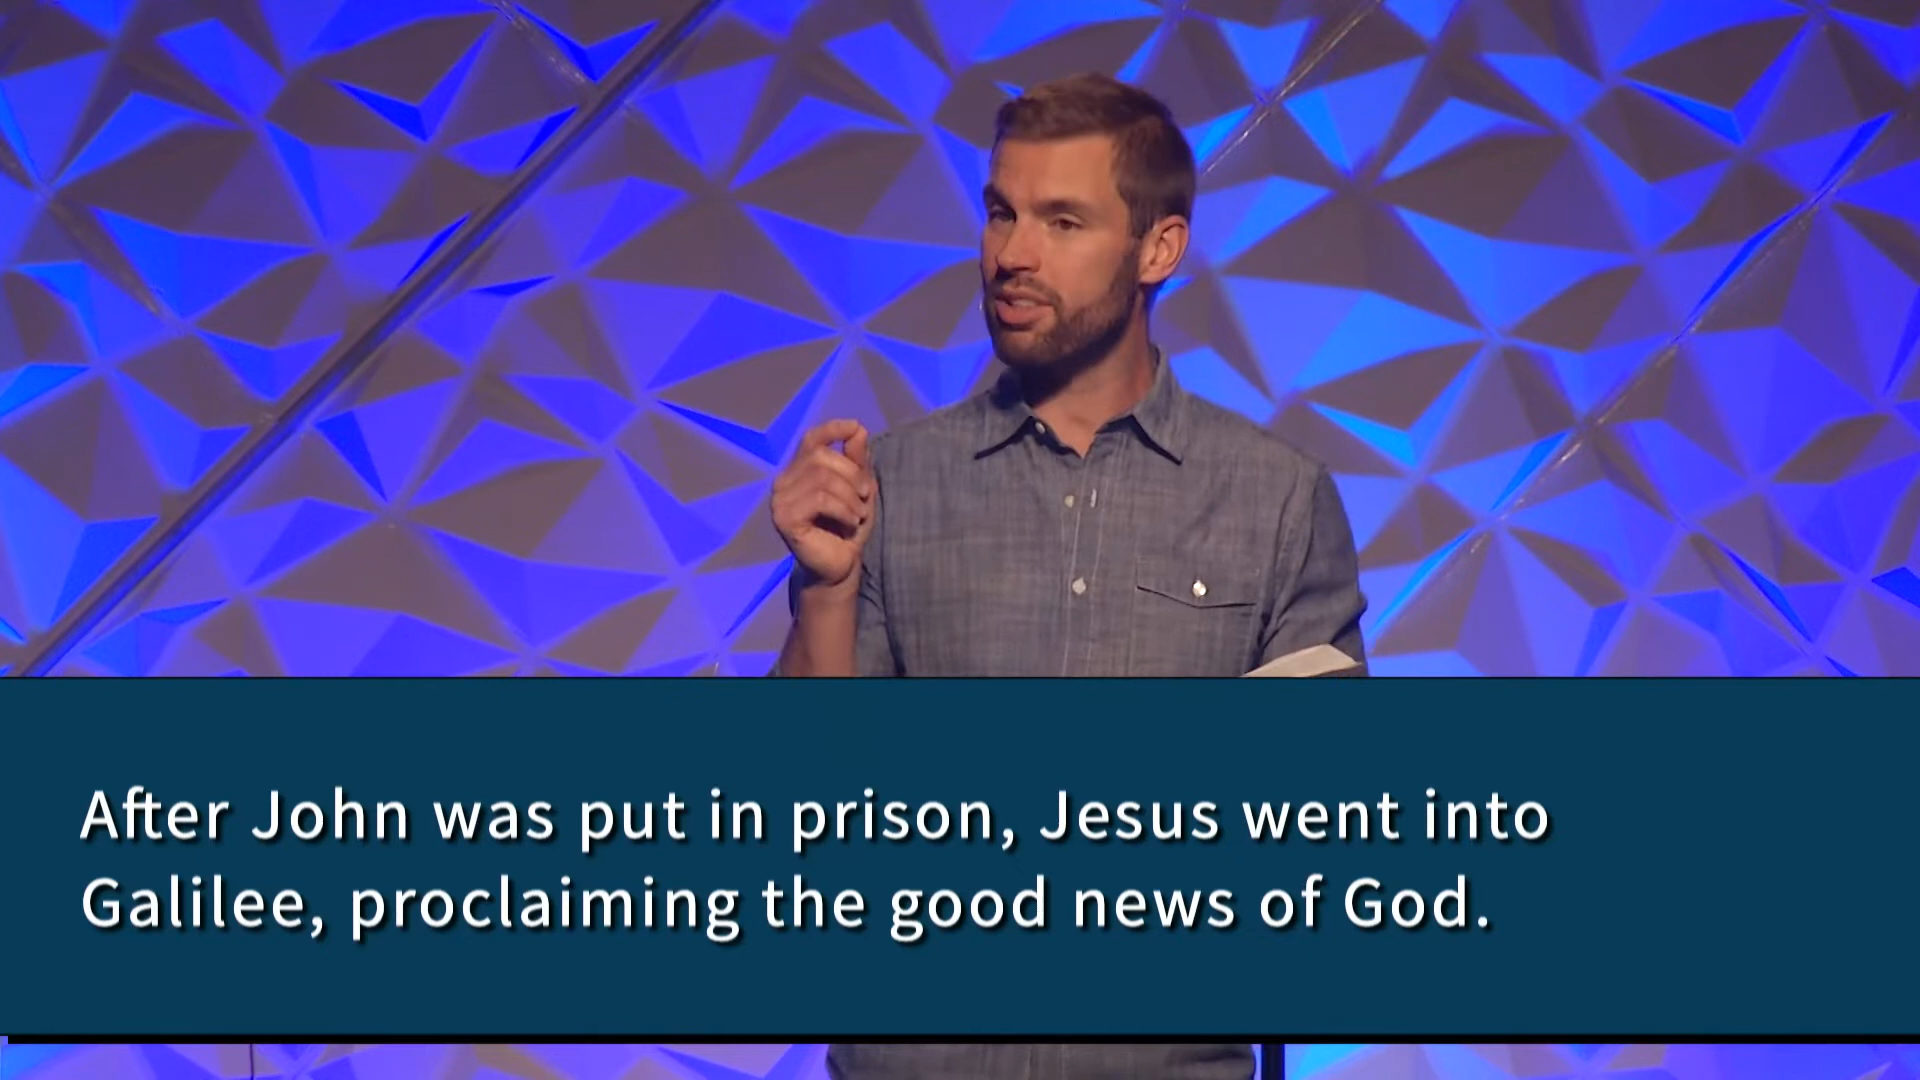 After John was put in prison, Jesus went into
Galilee, proclaiming the good news of God.